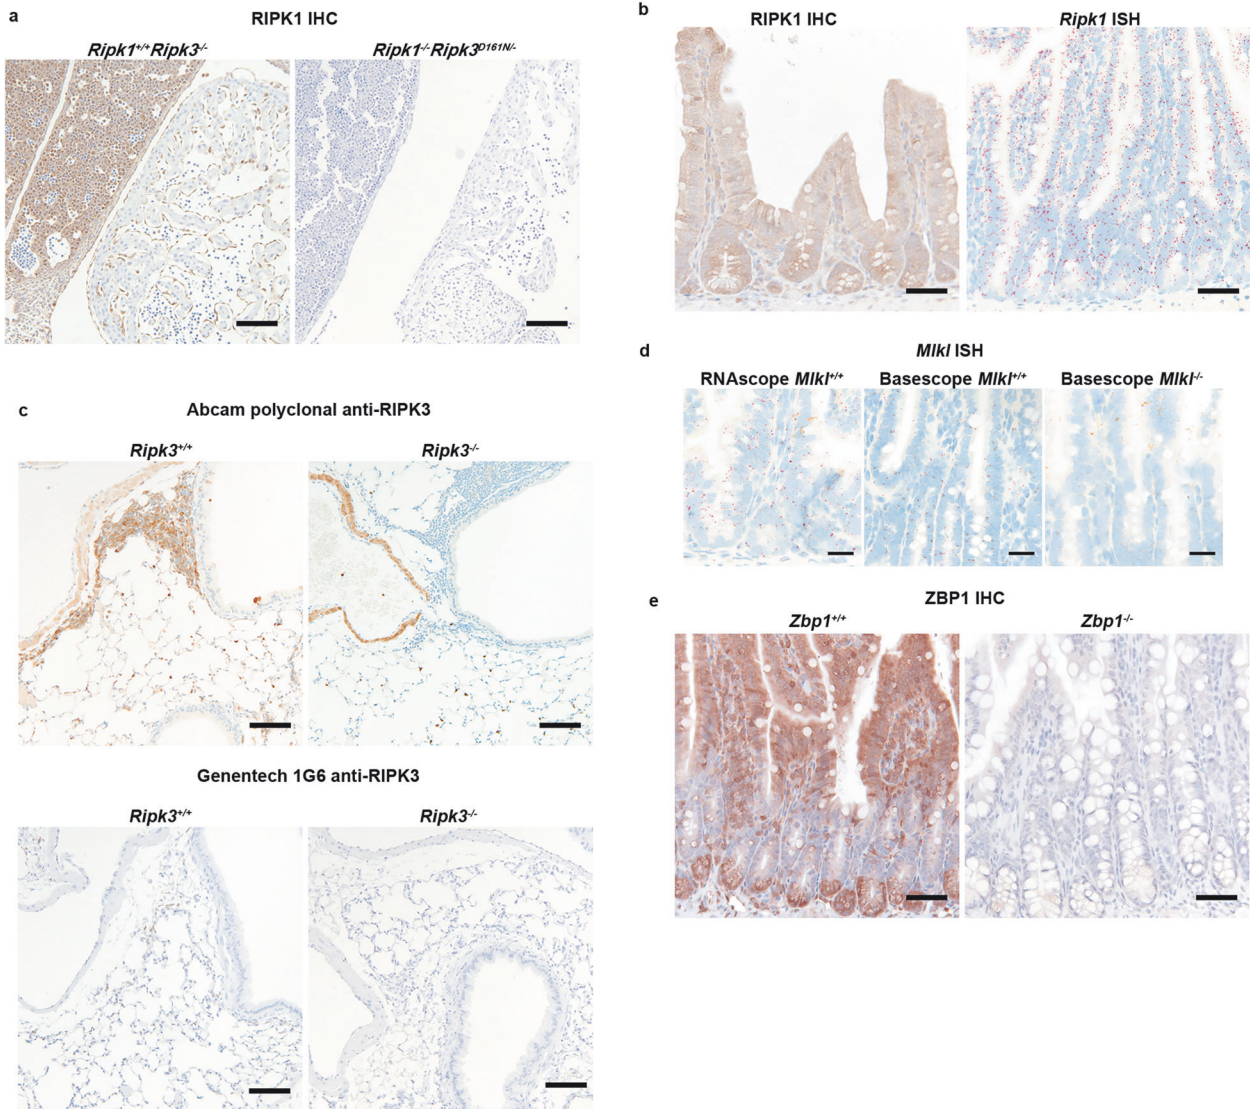 a
RIPK1 IHC
Ripk1+/+Ripk3-/-
Ripk1-/-Ripk3D161N/-
b
RIPK1 IHC
Ripk1 ISH
c
Abcam polyclonal anti-RIPK3
Ripk3+/+
Ripk3-/-
Genentech 1G6 anti-RIPK3
Ripk3+/+
Ripk3-/-
d
Mlkl ISH
RNAscope Mlkl+/+
Basescope Mlkl+/+
Basescope Mlkl-/-
e
ZBP1 IHC
Zbp1+/+
Zbp1-/-